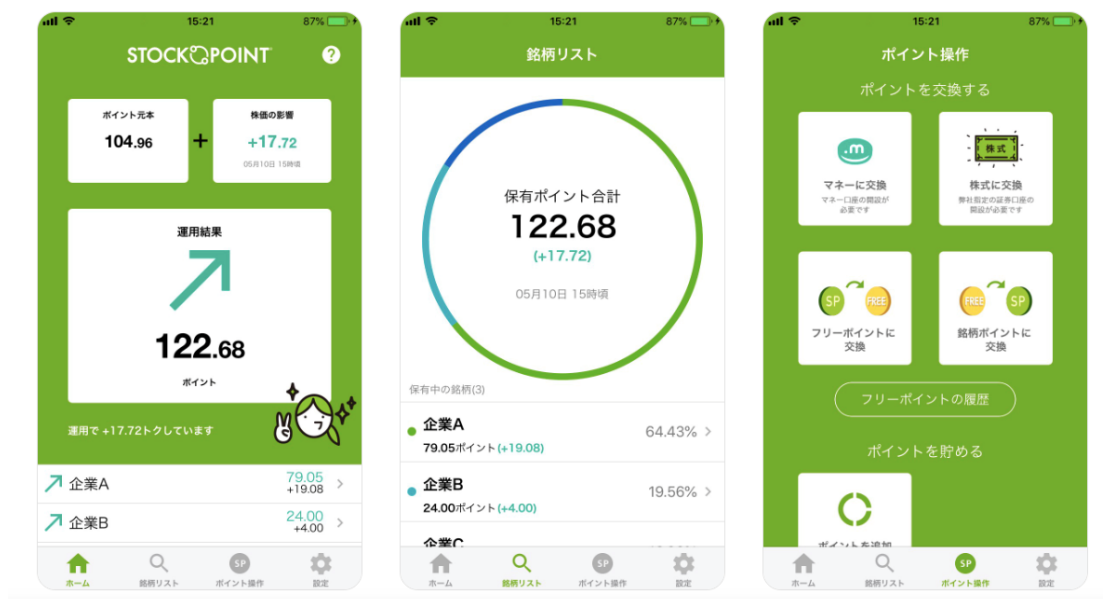 15:21
87%
STOCKPOINT
?
ポイント元本
104.96
+
株価の影響
+17.72
05月10日 15時頃
運用結果
122.68
ポイント
運用で +17.72トクしています
企業A
79.05
+19.08
企業B
24.00
+4.00
ホーム
銘柄リスト
SP
ポイント操作
設定
15:21
87%
銘柄リスト
保有ポイント合計
122.68
(+17.72)
05月10日 15時頃
保有中の銘柄(3)
企業A
64.43%
79.05ポイント (+19.08)
企業B
19.56%
24.00ポイント (+4.00)
企業C
ホーム
銘柄リスト
SP
ポイント操作
設定
15:21
87%
ポイント操作
ポイントを交換する
.m
マネーに交換
マネー口座の開設が
必要です
株式
株式に交換
弊社指定の証券口座の
開設が必要です
SP
FREE
フリーポイントに
交換
FREE
SP
銘柄ポイントに
交換
フリーポイントの履歴
ポイントを貯める
ポイントを追加
ホーム
銘柄リスト
SP
ポイント操作
設定